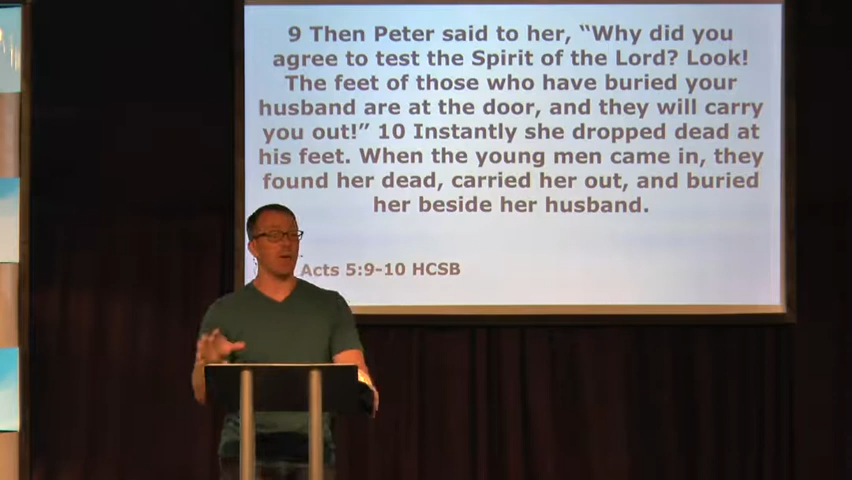 9 Then Peter said to her, “Why did you
agree to test the Spirit of the Lord? Look!
The feet of those who have buried your
husband are at the door, and they will carry
you out!” 10 Instantly she dropped dead at
his feet. When the young men came in, they
found her dead, carried her out, and buried
her beside her husband.
Acts 5:9-10 HCSB